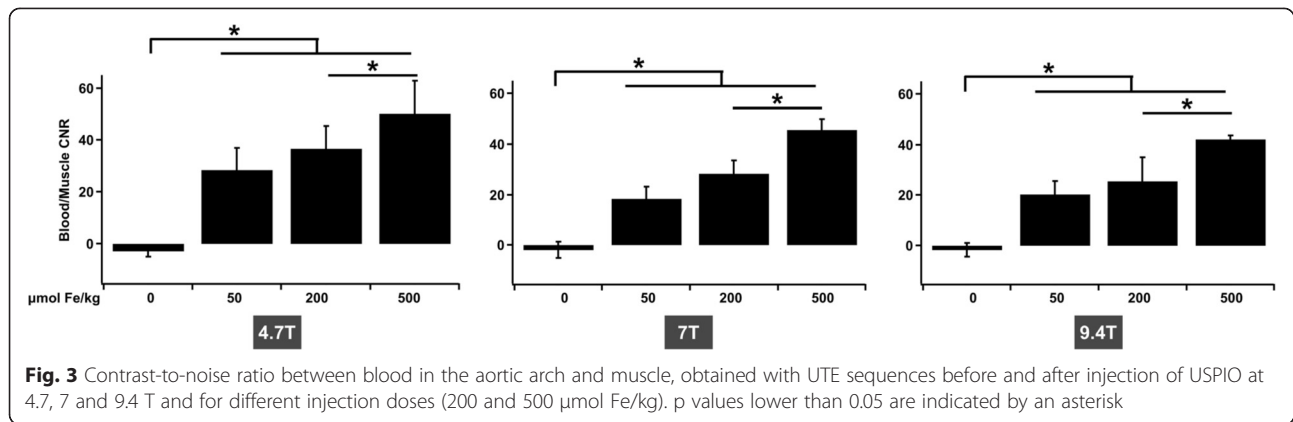 * * *
* * *
60 60 60
40 40 40
20 20 20
0 0 0
Blood/Muscle CNR
µmol Fe/kg 0 50 200 500 0 50 200 500 0 50 200 500
4.7T 7T 9.4T
Fig. 3 Contrast-to-noise ratio between blood in the aortic arch and muscle, obtained with UTE sequences before and after injection of USPIO at
4.7, 7 and 9.4 T and for different injection doses (200 and 500 µmol Fe/kg). p values lower than 0.05 are indicated by an asterisk